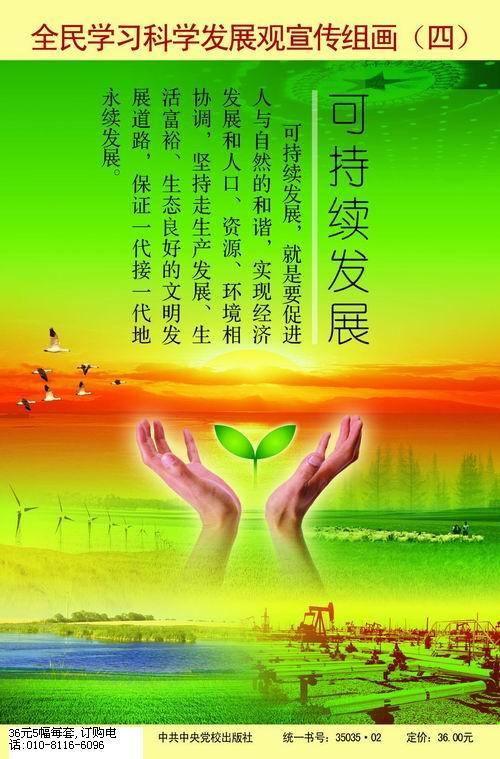 全民学习科学发展观宣传组画（四）
可持续发展
可持续发展，就是要促进
人与自然的和谐，实现经济
发展和人口、资源、环境相
协调，坚持走生产发展、生
活富裕、生态良好的文明发
展道路，保证一代接一代地
永续发展。
36元5幅每套,订购电
话:010-8116-6096
中共中央党校出版社 统一书号：35035·02 定价：36.00元